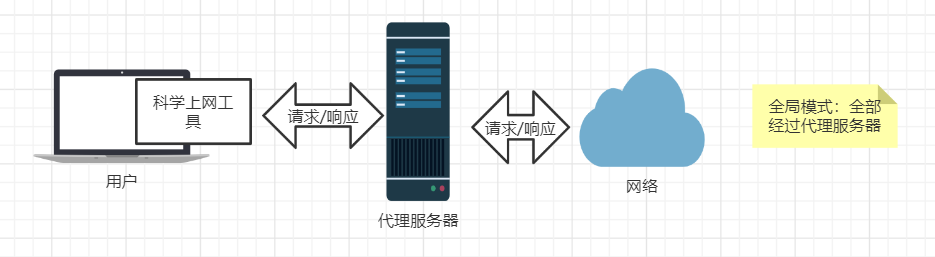 科学上网工
具
请求/响应
请求/响应
全局模式：全部
经过代理服务器
用户
代理服务器
网络